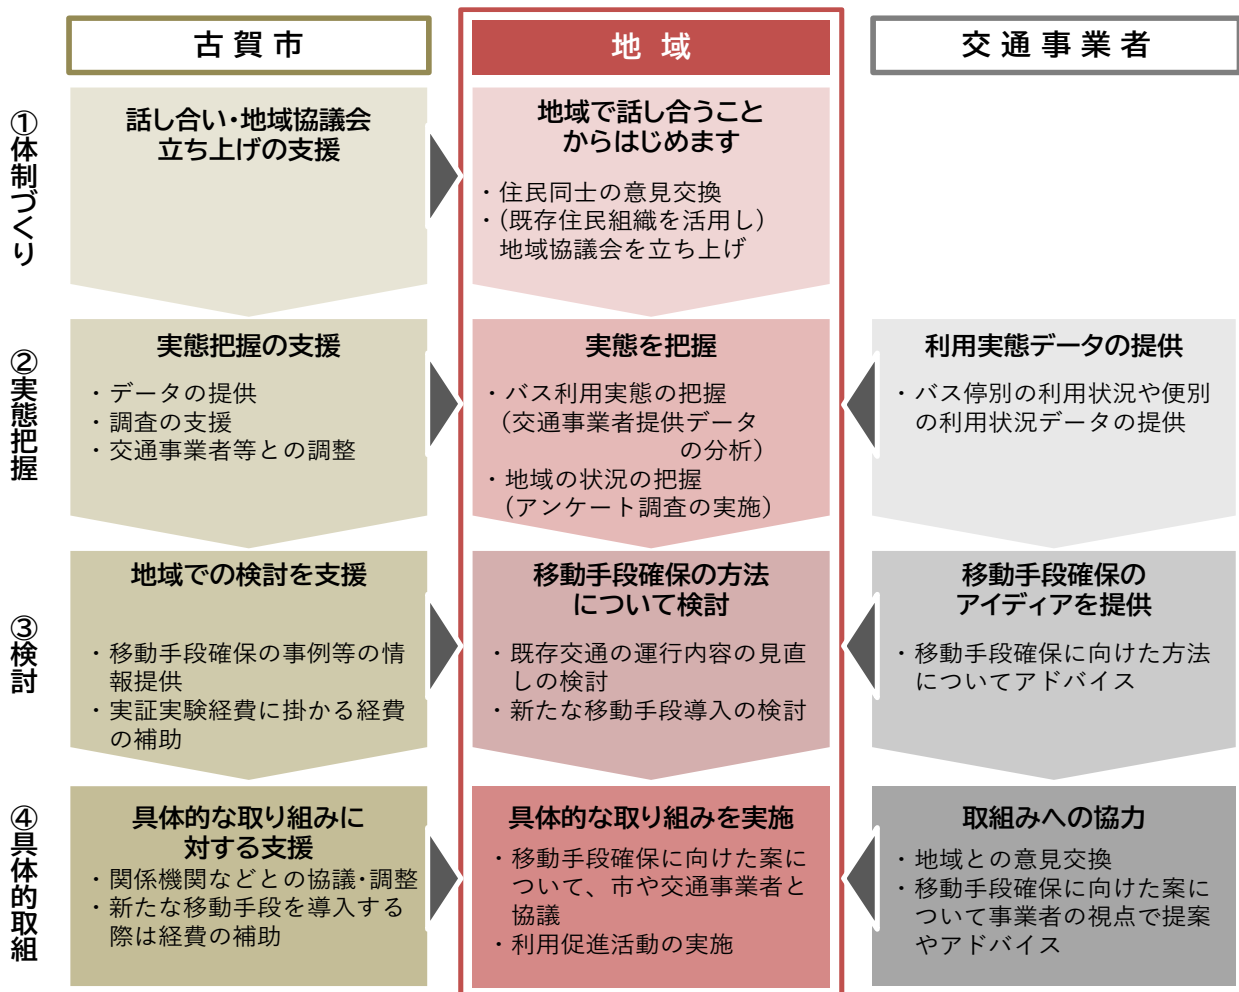 古賀市
地域
交通事業者
①体制づくり
話し合い・地域協議会
立ち上げの支援
地域で話し合うこと
からはじめます
・住民同士の意見交換
・(既存住民組織を活用し)
地域協議会を立ち上げ
②実態把握
実態把握の支援
・データの提供
・調査の支援
・交通事業者等との調整
実態を把握
・バス利用実態の把握
(交通事業者提供データ
の分析)
・地域の状況の把握
(アンケート調査の実施)
利用実態データの提供
・バス停別の利用状況や便別
の利用状況データの提供
③検討
地域での検討を支援
・移動手段確保の事例等の情
報提供
・実証実験経費に掛かる経費
の補助
移動手段確保の方法
について検討
・既存交通の運行内容の見直
しの検討
・新たな移動手段導入の検討
移動手段確保の
アイディアを提供
・移動手段確保に向けた方法
についてアドバイス
④具体的取組
具体的な取り組みに
対する支援
・関係機関などとの協議・調整
・新たな移動手段を導入する
際は経費の補助
具体的な取り組みを実施
・移動手段確保に向けた案に
ついて、市や交通事業者と
協議
・利用促進活動の実施
取組みへの協力
・地域との意見交換
・移動手段確保に向けた案に
ついて事業者の視点で提案
やアドバイス